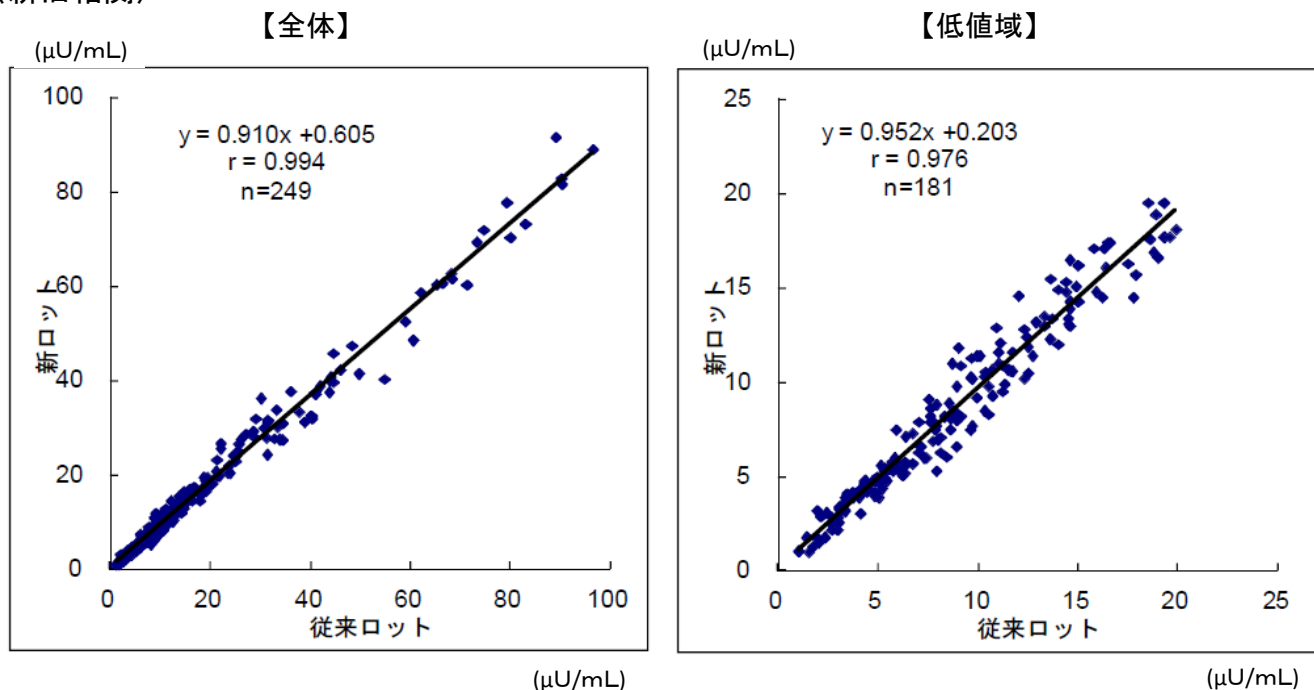 【全体】
(μU/mL)
100
80
60
40
20
0
0 20 40 60 80 100
y = 0.910x +0.605
r = 0.994
n=249
新ロット
従来ロット
(μU/mL)
【低値域】
(μU/mL)
25
20
15
10
5
0
0 5 10 15 20 25
y = 0.952x +0.203
r = 0.976
n=181
新ロット
従来ロット
(μU/mL)